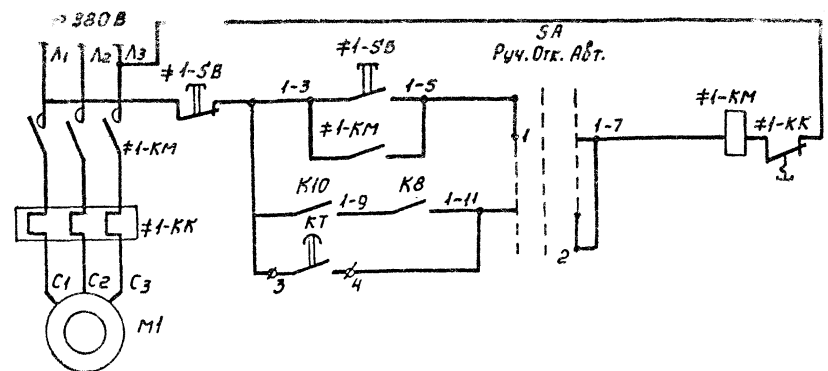 ~ 380В
Л1 Л2 Л3
SA
Руч. Отк. Авт.
≠1-SB
≠1-SB
1-3
1-5
≠1-KM
≠1-KK
1-7
≠1-KM
≠1-KM
1
K10
K8
1-9
1-11
KT
≠1-KK
2
3
4
C1 C2 C3
M1